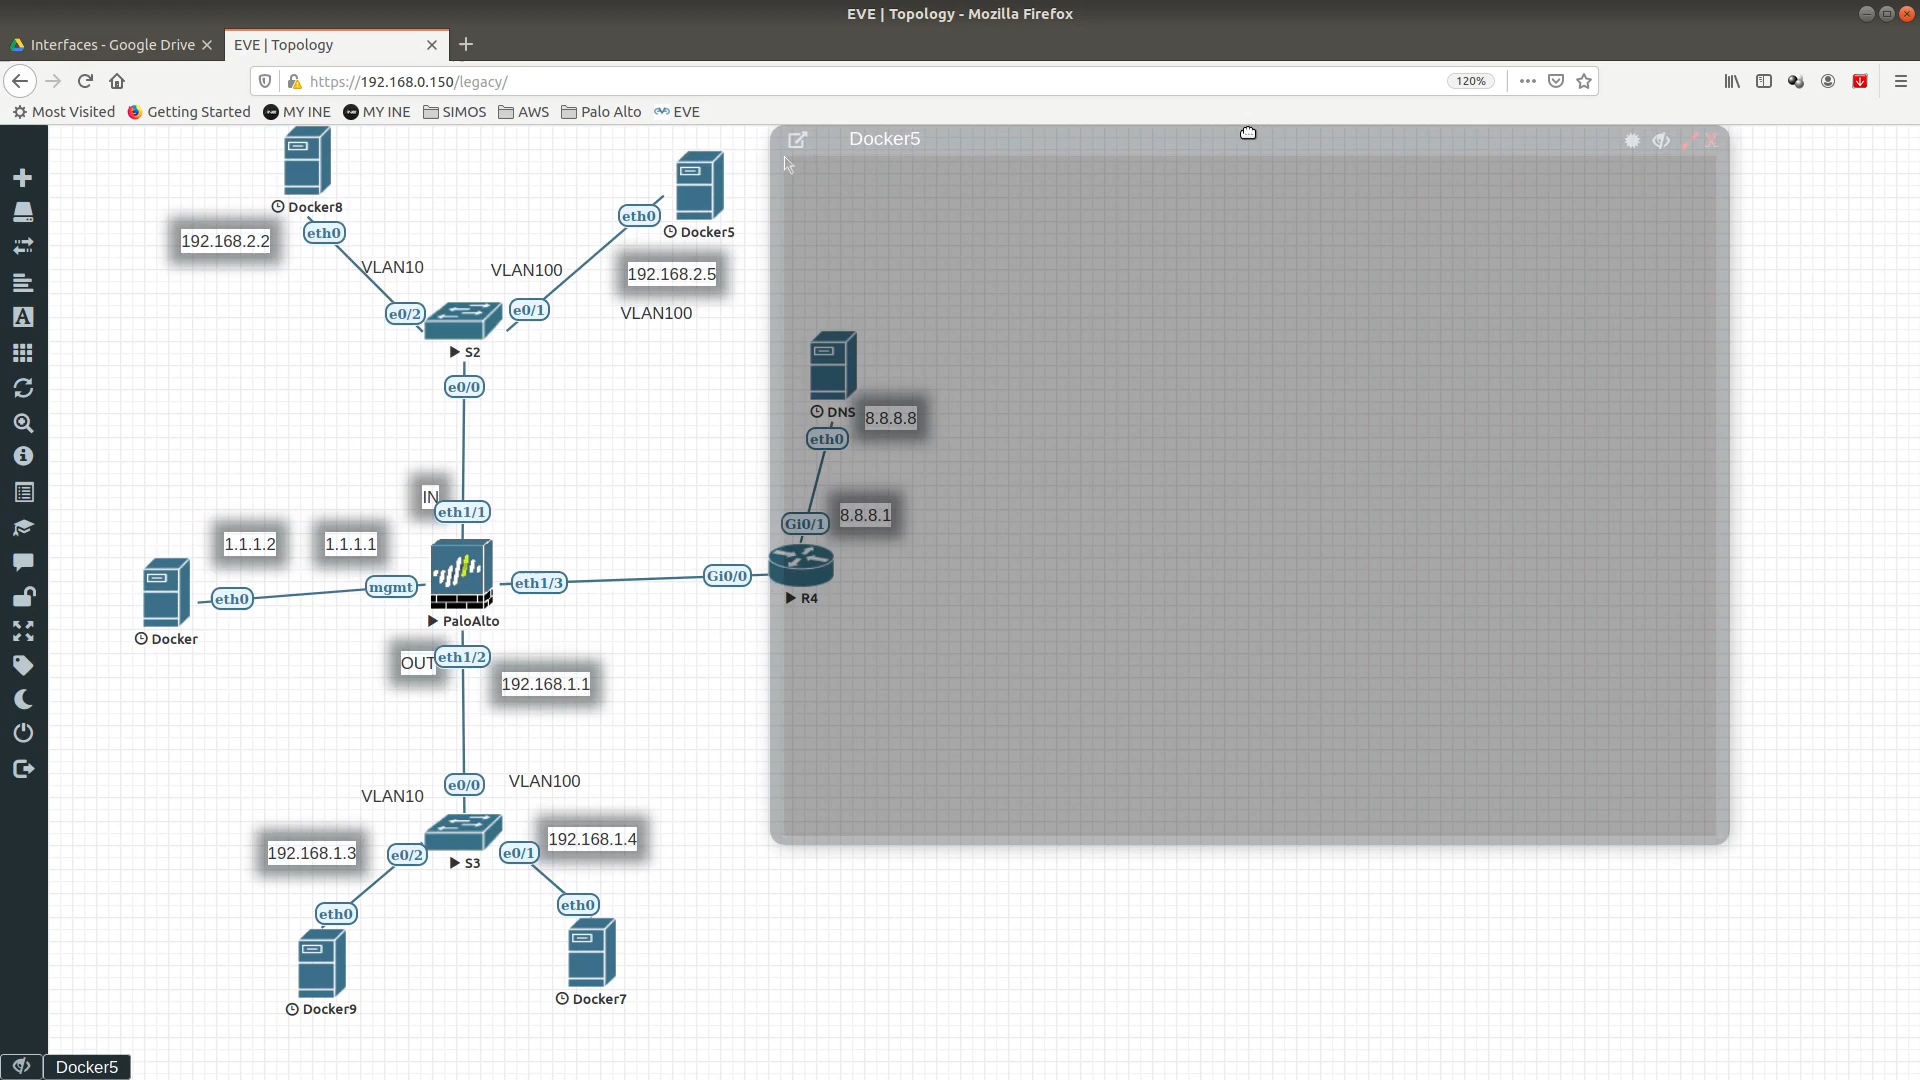 EVE | Topology - Mozilla Firefox
Interfaces - Google Drive
EVE | Topology
https://192.168.0.150/legacy/
120%
Most Visited
Getting Started
MY INE
MY INE
SIMOS
AWS
Palo Alto
EVE
Docker5
Docker8
eth0
192.168.2.2
VLAN10
VLAN100
eth0
Docker5
192.168.2.5
VLAN100
e0/2
e0/1
S2
e0/0
DNS
8.8.8.8
eth0
IN
eth1/1
8.8.8.1
Gi0/1
1.1.1.2
1.1.1.1
eth0
mgmt
eth1/3
Gi0/0
R4
Docker
PaloAlto
OUT
eth1/2
192.168.1.1
e0/0
VLAN100
VLAN10
192.168.1.3
e0/2
S3
e0/1
192.168.1.4
eth0
eth0
Docker9
Docker7
Docker5